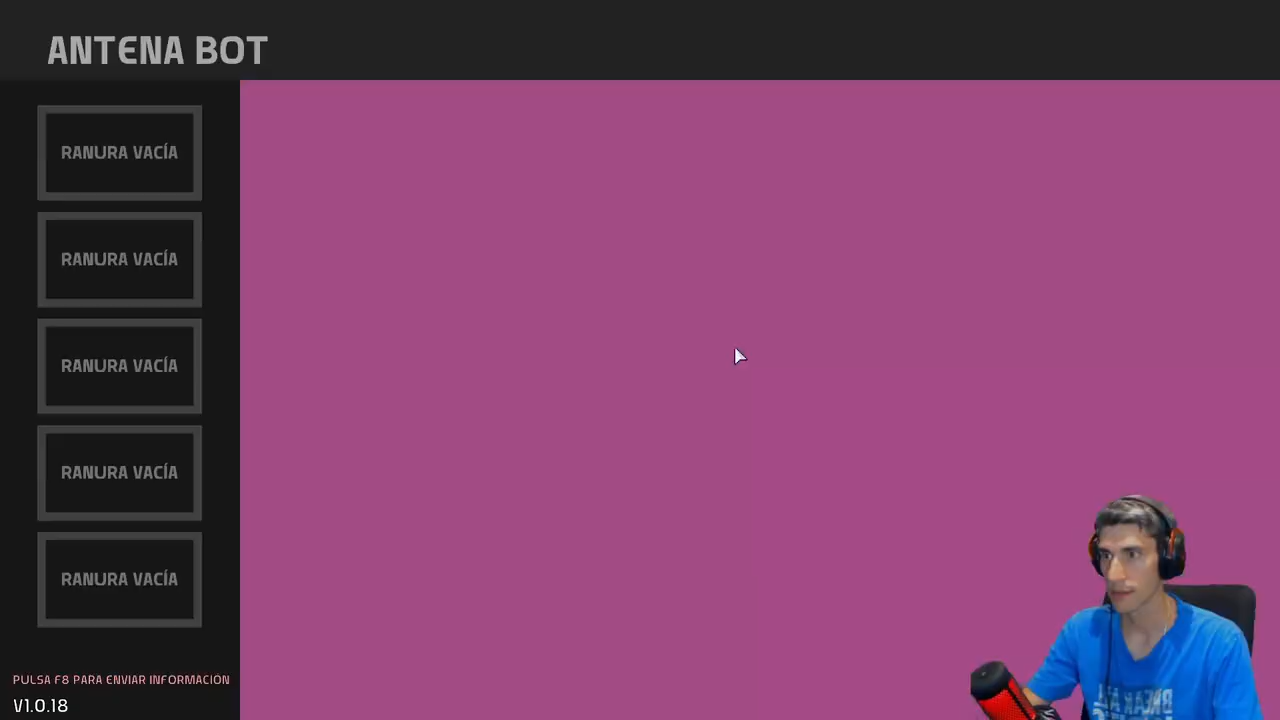 ANTENA BOT
RANURA VACÍA
RANURA VACÍA
RANURA VACÍA
RANURA VACÍA
RANURA VACÍA
PULSA F8 PARA ENVIAR INFORMACIÓN
V1.0.18
BREAK